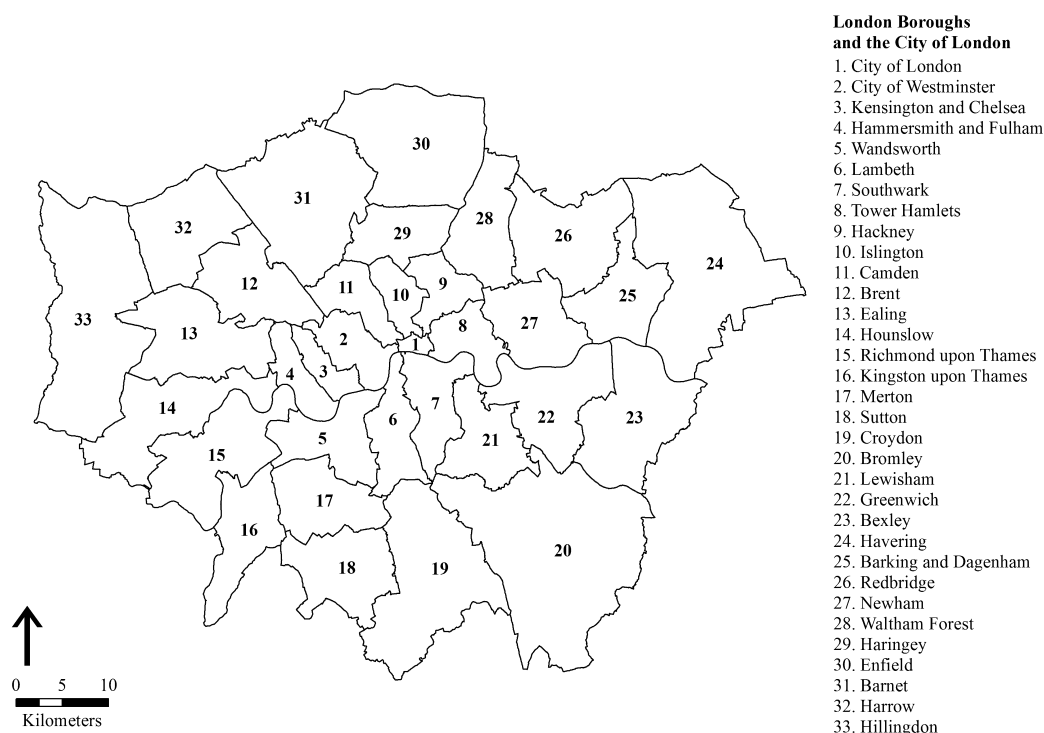 London Boroughs
and the City of London
1. City of London
2. City of Westminster
3. Kensington and Chelsea
4. Hammersmith and Fulham
5. Wandsworth
6. Lambeth
7. Southwark
8. Tower Hamlets
9. Hackney
10. Islington
11. Camden
12. Brent
13. Ealing
14. Hounslow
15. Richmond upon Thames
16. Kingston upon Thames
17. Merton
18. Sutton
19. Croydon
20. Bromley
21. Lewisham
22. Greenwich
23. Bexley
24. Havering
25. Barking and Dagenham
26. Redbridge
27. Newham
28. Waltham Forest
29. Haringey
30. Enfield
31. Barnet
32. Harrow
33. Hillingdon
30
31
28
32
29
26
24
12
11
10
9
25
33
13
2
8
27
1
4
3
14
7
6
22
23
5
21
15
17
16
20
18
19
0 5 10
Kilometers